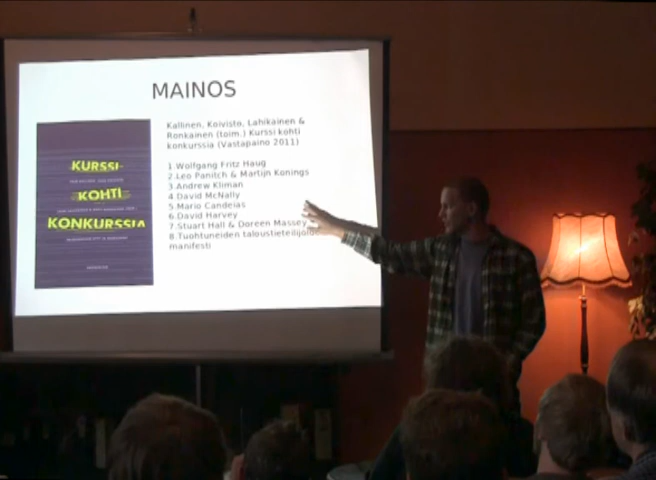 MAINOS
Kallinen, Koivisto, Lahikainen &
Ronkainen (toim.) Kurssi kohti
konkurssia (Vastapaino 2011)
1.Wolfgang Fritz Haug
2.Leo Panitch & Martijn Konings
3.Andrew Kliman
4.David McNally
5.Mario Candeias
6.David Harvey
7.Stuart Hall & Doreen Massey
8.Tuohtuneiden
manifesti
KURSSI
KOHTI
KONKURSSIA